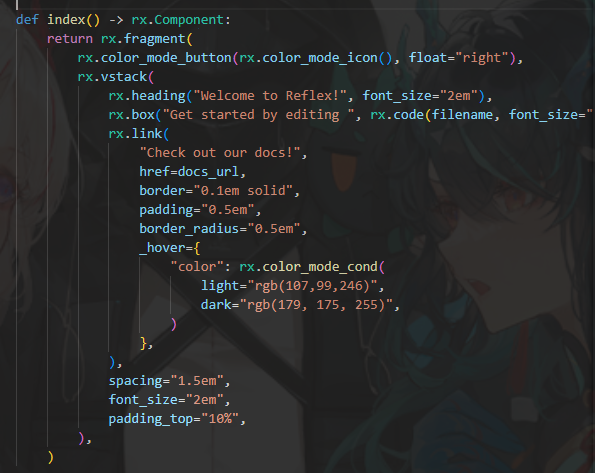 def index() -> rx.Component:
    return rx.fragment(
        rx.color_mode_button(rx.color_mode_icon(), float="right"),
        rx.vstack(
            rx.heading("Welcome to Reflex!", font_size="2em"),
            rx.box("Get started by editing ", rx.code(filename, font_size="
            rx.link(
                "Check out our docs!",
                href=docs_url,
                border="0.1em solid",
                padding="0.5em",
                border_radius="0.5em",
                _hover={
                    "color": rx.color_mode_cond(
                        light="rgb(107,99,246)",
                        dark="rgb(179, 175, 255)",
                    )
                },
            ),
            spacing="1.5em",
            font_size="2em",
            padding_top="10%",
        ),
    )